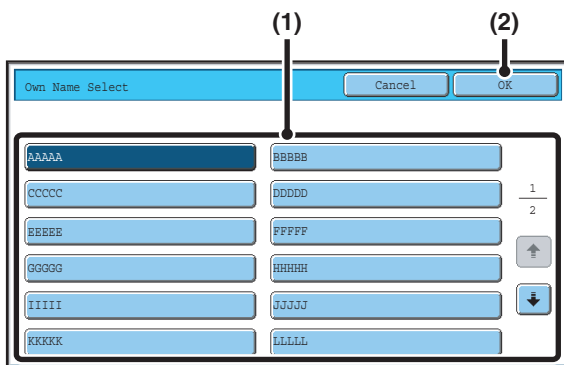 (1) (2)
Own Name Select Cancel OK
AAAAA BBBBB
CCCCC DDDDD
1
2
EEEEE FFFFF
GGGGG HHHHH
IIIII JJJJJ
KKKKK LLLLL